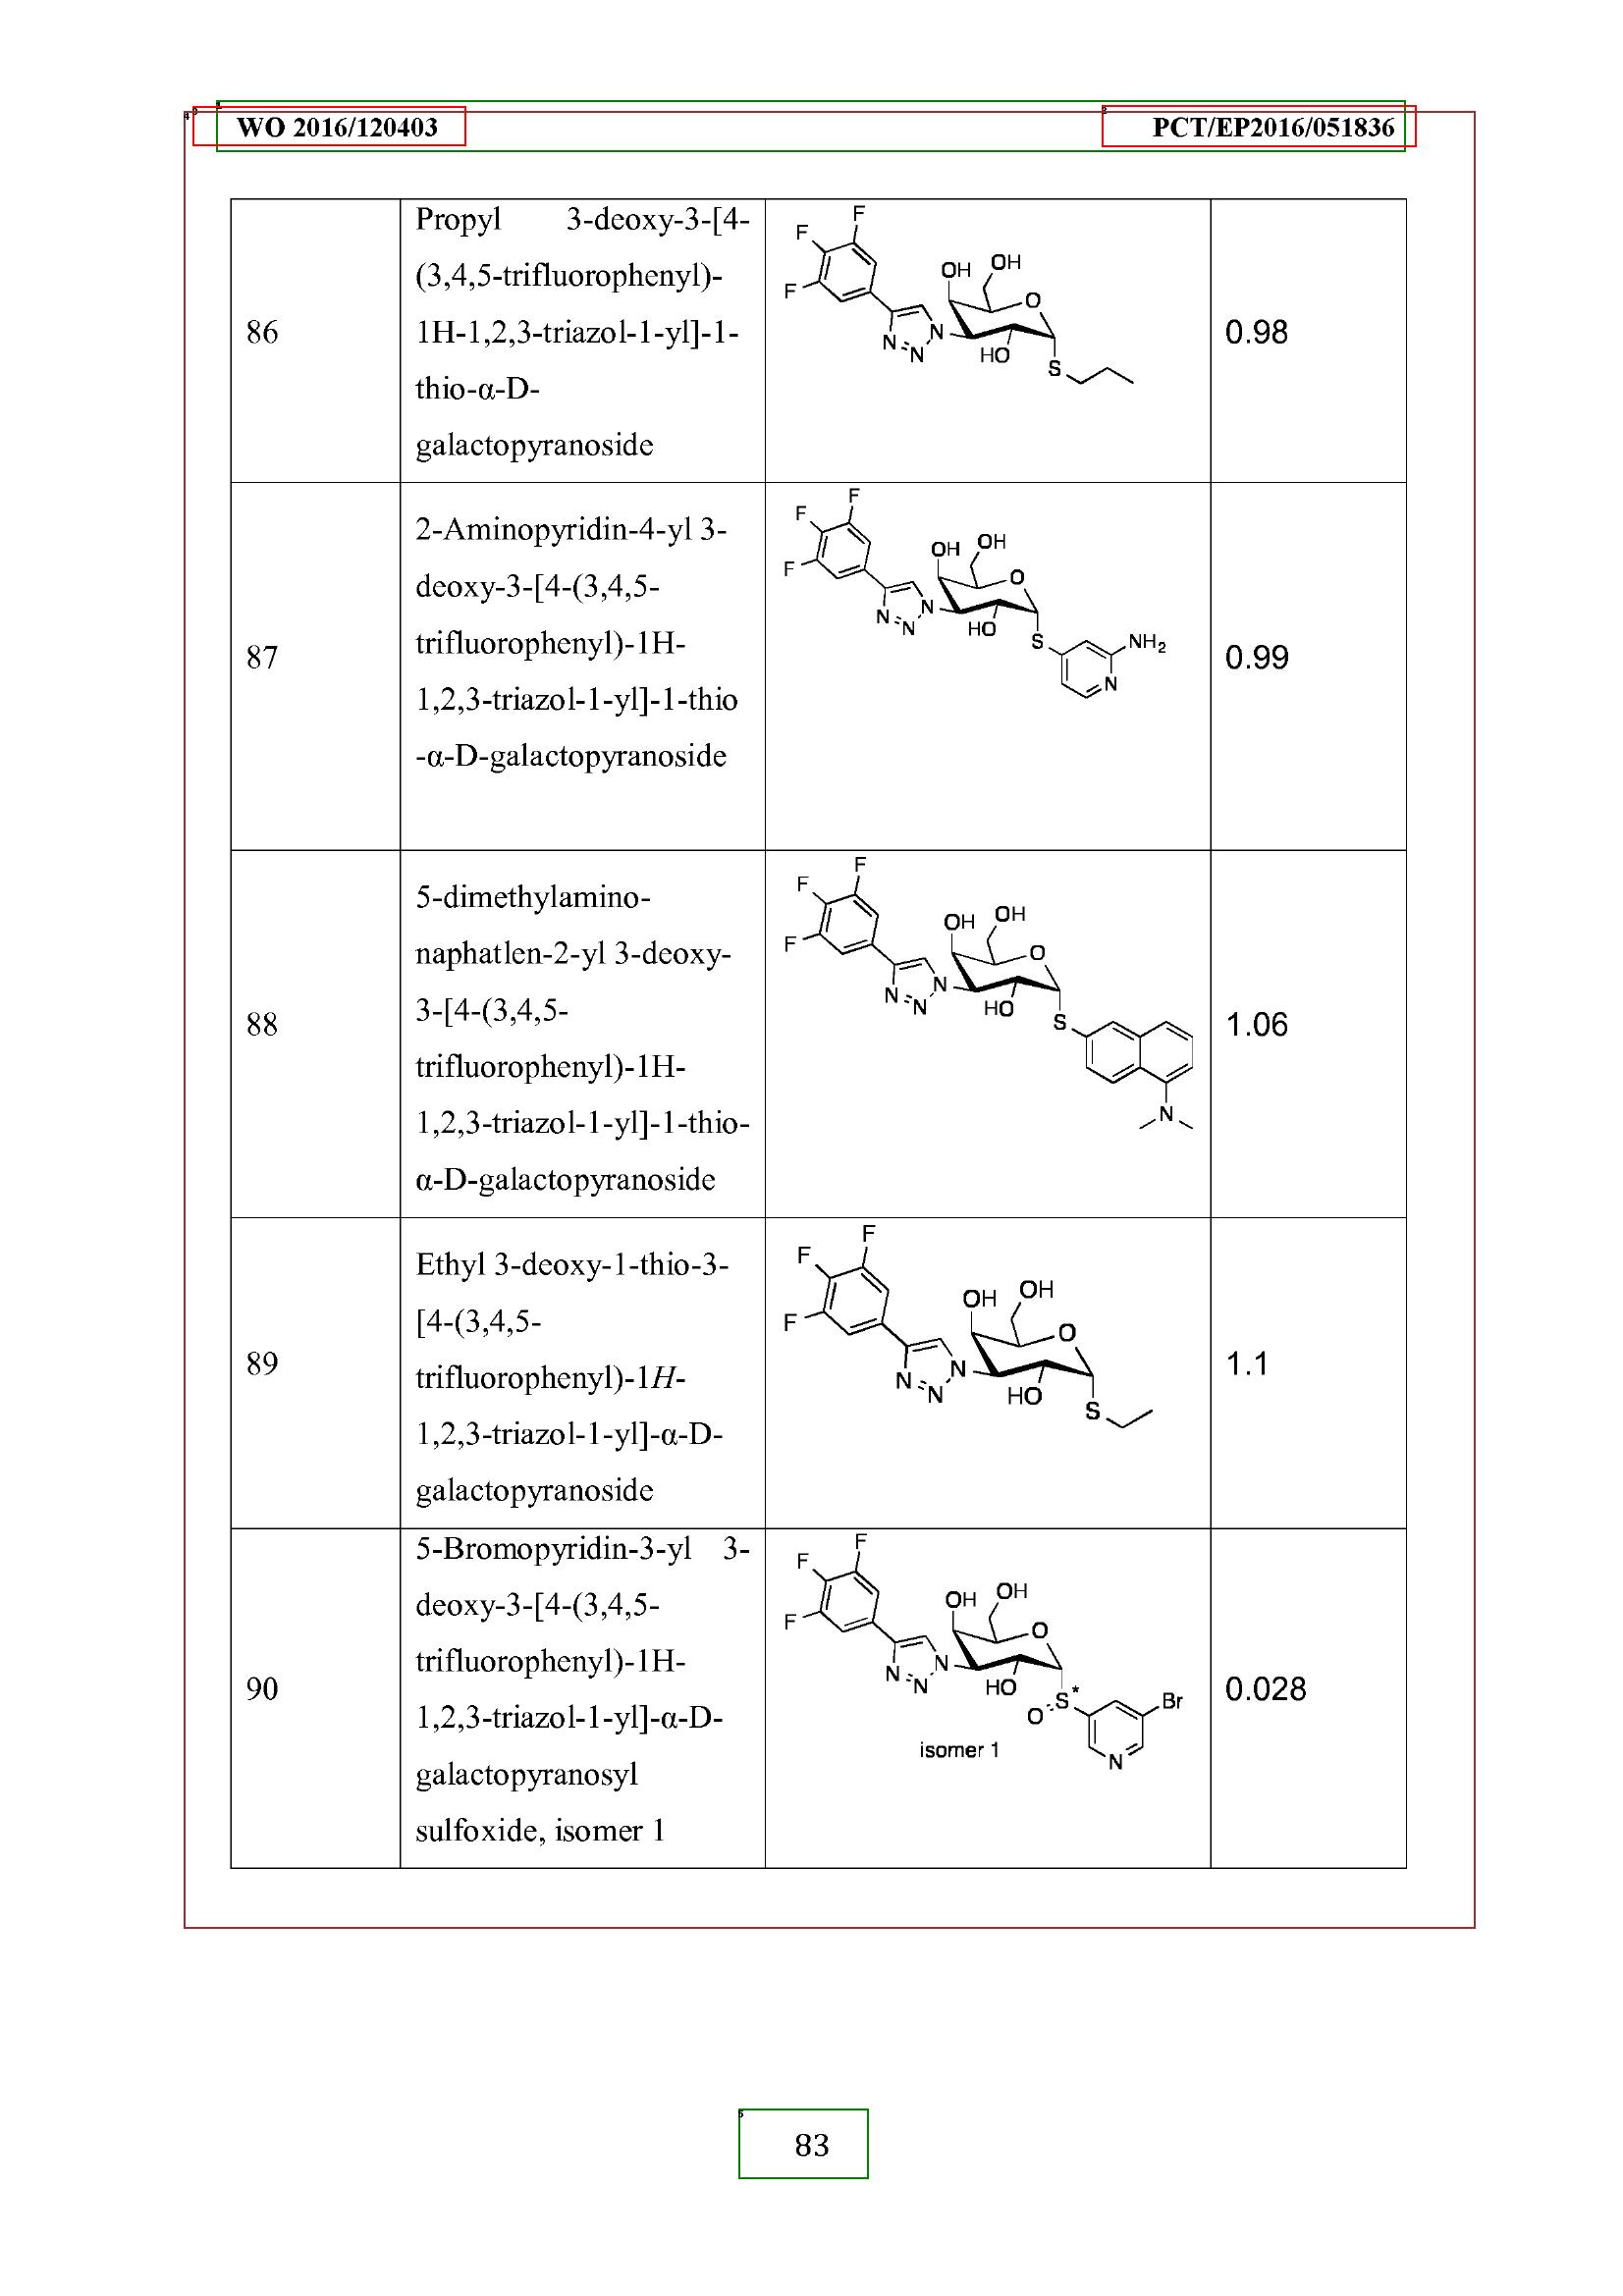 WO 2016/120403
PCT/EP2016/051836
86
Propyl 3-deoxy-3-[4-
(3,4,5-trifluorophenyl)-
1H-1,2,3-triazol-1-yl]-1-
thio-α-D-
galactopyranoside
F
F
F
OH
OH
O
N
N
N
HO
S
0.98
87
2-Aminopyridin-4-yl 3-
deoxy-3-[4-(3,4,5-
trifluorophenyl)-1H-
1,2,3-triazol-1-yl]-1-thio
-α-D-galactopyranoside
F
F
F
OH
OH
O
N
N
N
HO
S
NH2
N
0.99
88
5-dimethylamino-
naphatlen-2-yl 3-deoxy-
3-[4-(3,4,5-
trifluorophenyl)-1H-
1,2,3-triazol-1-yl]-1-thio-
α-D-galactopyranoside
F
F
F
OH
OH
O
N
N
N
HO
S
N
1.06
89
Ethyl 3-deoxy-1-thio-3-
[4-(3,4,5-
trifluorophenyl)-1H-
1,2,3-triazol-1-yl]-α-D-
galactopyranoside
F
F
F
OH
OH
O
N
N
N
HO
S
1.1
90
5-Bromopyridin-3-yl 3-
deoxy-3-[4-(3,4,5-
trifluorophenyl)-1H-
1,2,3-triazol-1-yl]-α-D-
galactopyranosyl
sulfoxide, isomer 1
F
F
F
OH
OH
O
N
N
N
HO
S*
O
Br
N
isomer 1
0.028
83